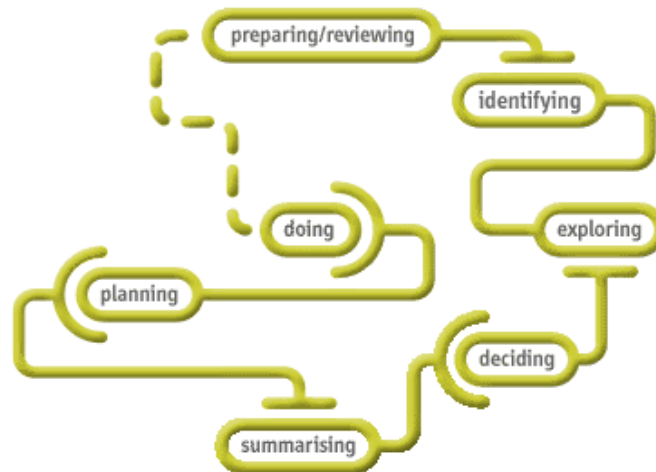 preparing/reviewing
identifying
exploring
doing
planning
deciding
summarising